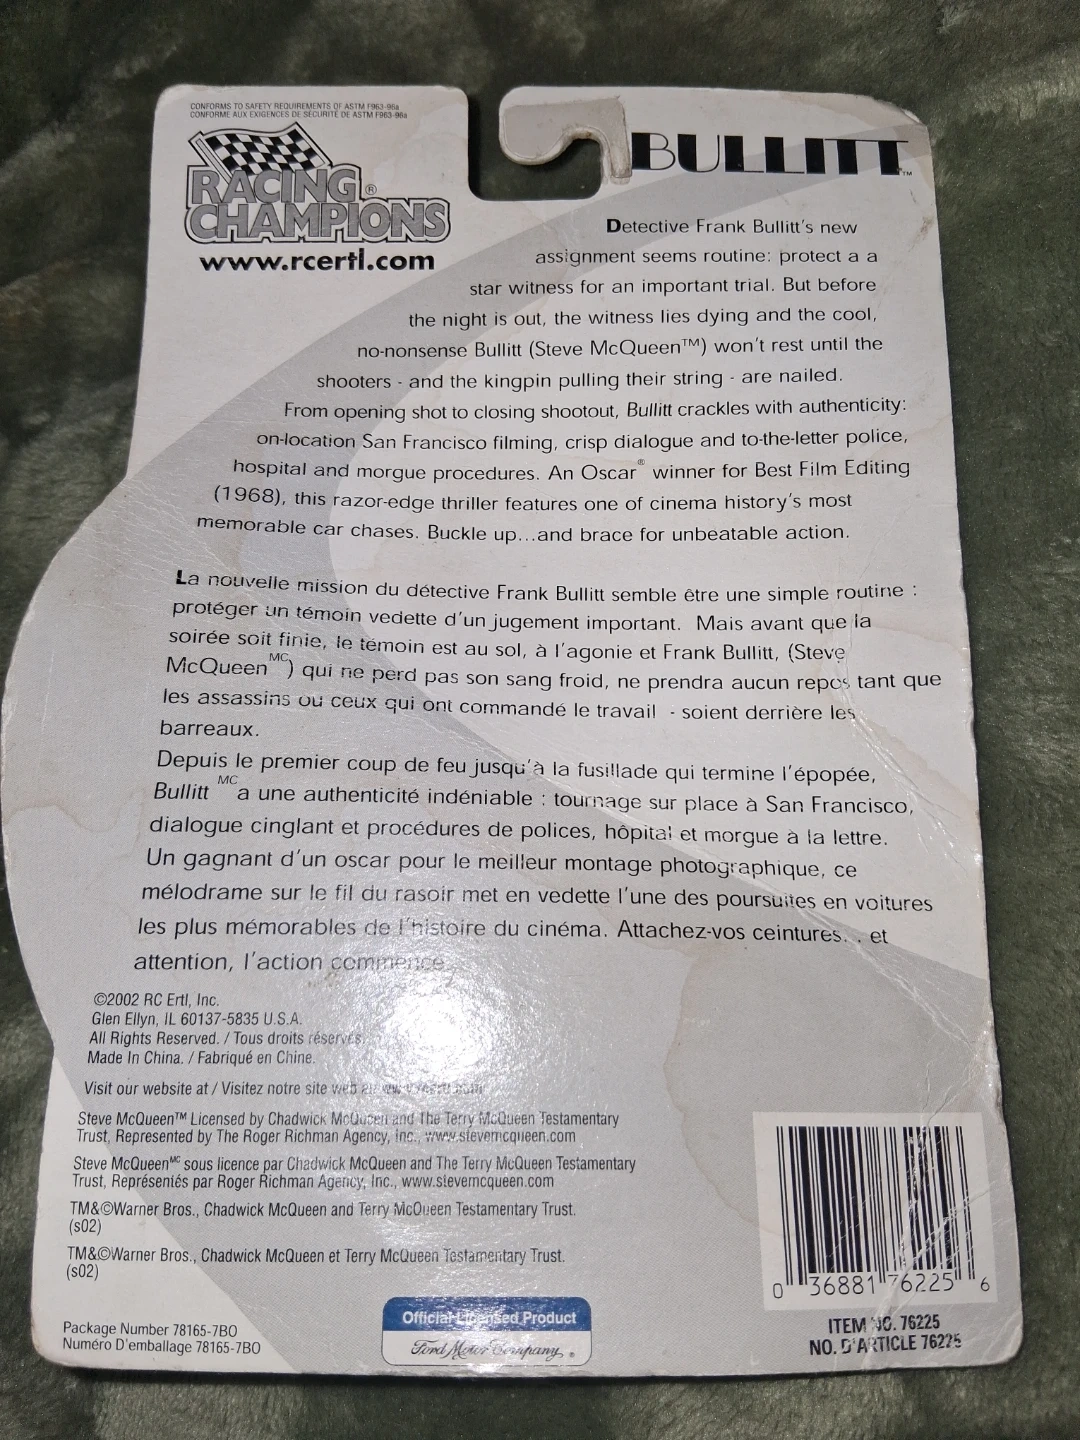 CONFORMS TO SAFETY REQUIREMENTS OF ASTM F963-96a
CONFORME AUX EXIGENCES DE SÉCURITÉ DE ASTM F963-96a
RACING®
CHAMPIONS
www.rcertl.com
BULLITT™
Detective Frank Bullitt's new
assignment seems routine: protect a a
star witness for an important trial. But before
the night is out, the witness lies dying and the cool,
no-nonsense Bullitt (Steve McQueen™) won't rest until the
shooters - and the kingpin pulling their string - are nailed.
From opening shot to closing shootout, Bullitt crackles with authenticity:
on-location San Francisco filming, crisp dialogue and to-the-letter police,
hospital and morgue procedures. An Oscar® winner for Best Film Editing
(1968), this razor-edge thriller features one of cinema history's most
memorable car chases. Buckle up...and brace for unbeatable action.
La nouvelle mission du détective Frank Bullitt semble être une simple routine :
protéger un témoin vedette d'un jugement important. Mais avant que la
soirée soit finie, le témoin est au sol, à l'agonie et Frank Bullitt, (Steve
McQueen MC) qui ne perd pas son sang froid, ne prendra aucun repos tant que
les assassins ou ceux qui ont commandé le travail - soient derrière les
barreaux.
Depuis le premier coup de feu jusqu'à la fusillade qui termine l'épopée,
Bullitt MC a une authenticité indéniable : tournage sur place à San Francisco,
dialogue cinglant et procédures de polices, hôpital et morgue à la lettre.
Un gagnant d'un oscar pour le meilleur montage photographique, ce
mélodrame sur le fil du rasoir met en vedette l'une des poursuites en voitures
les plus mémorables de l'histoire du cinéma. Attachez-vos ceintures. . et
attention, l'action commence
©2002 RC Ertl, Inc.
Glen Ellyn, IL 60137-5835 U.S.A.
All Rights Reserved. / Tous droits réservés.
Made In China. / Fabriqué en Chine.
Visit our website at / Visitez notre site web
Steve McQueen™ Licensed by Chadwick McQueen and The Terry McQueen Testamentary
Trust, Represented by The Roger Richman Agency, Inc., www.stevemcqueen.com
Steve McQueen MC sous licence par Chadwick McQueen and The Terry McQueen Testamentary
Trust, Représentés par Roger Richman Agency, Inc., www.stevemcqueen.com
TM&©Warner Bros., Chadwick McQueen and Terry McQueen Testamentary Trust.
(s02)
TM&©Warner Bros., Chadwick McQueen et Terry McQueen Testamentary Trust.
(s02)
Package Number 78165-7BO
Numéro D'emballage 78165-7BO
Official Licensed Product
Ford Motor Company ®
0 36881 76225 6
ITEM NO. 76225
NO. D'ARTICLE 76225